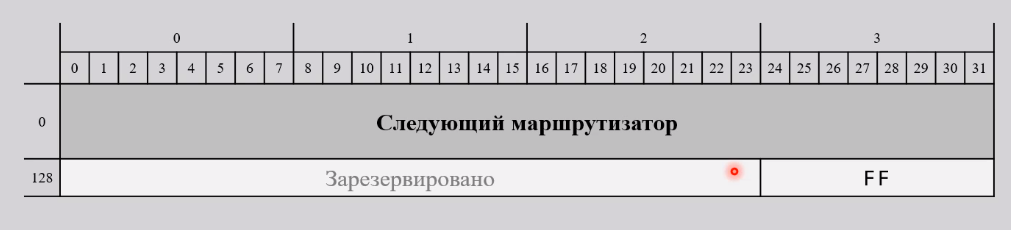 0 1 2 3
0 1 2 3 4 5 6 7 8 9 10 11 12 13 14 15 16 17 18 19 20 21 22 23 24 25 26 27 28 29 30 31
0 Следующий маршрутизатор
128 Зарезервировано FF